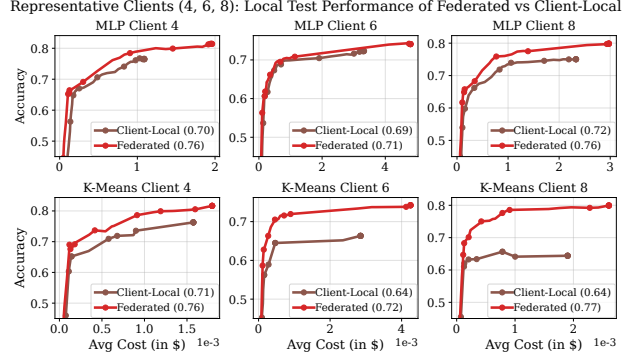 Representative Clients (4, 6, 8): Local Test Performance of Federated vs Client-Local
MLP Client 4
MLP Client 6
MLP Client 8
Accuracy
0.8
0.7
0.6
0.5
Client-Local (0.70)
Federated (0.76)
0
1
2
0.7
0.6
0.5
Client-Local (0.69)
Federated (0.71)
0
2
4
0.8
0.7
0.6
0.5
Client-Local (0.72)
Federated (0.76)
0
1
2
3
K-Means Client 4
K-Means Client 6
K-Means Client 8
Accuracy
0.8
0.7
0.6
0.5
Client-Local (0.71)
Federated (0.76)
0.0
0.5
1.0
1.5
Avg Cost (in $)
1e-3
0.7
0.6
0.5
Client-Local (0.64)
Federated (0.72)
0
2
4
Avg Cost (in $)
1e-3
0.8
0.7
0.6
0.5
Client-Local (0.64)
Federated (0.77)
0
1
2
Avg Cost (in $)
1e-3